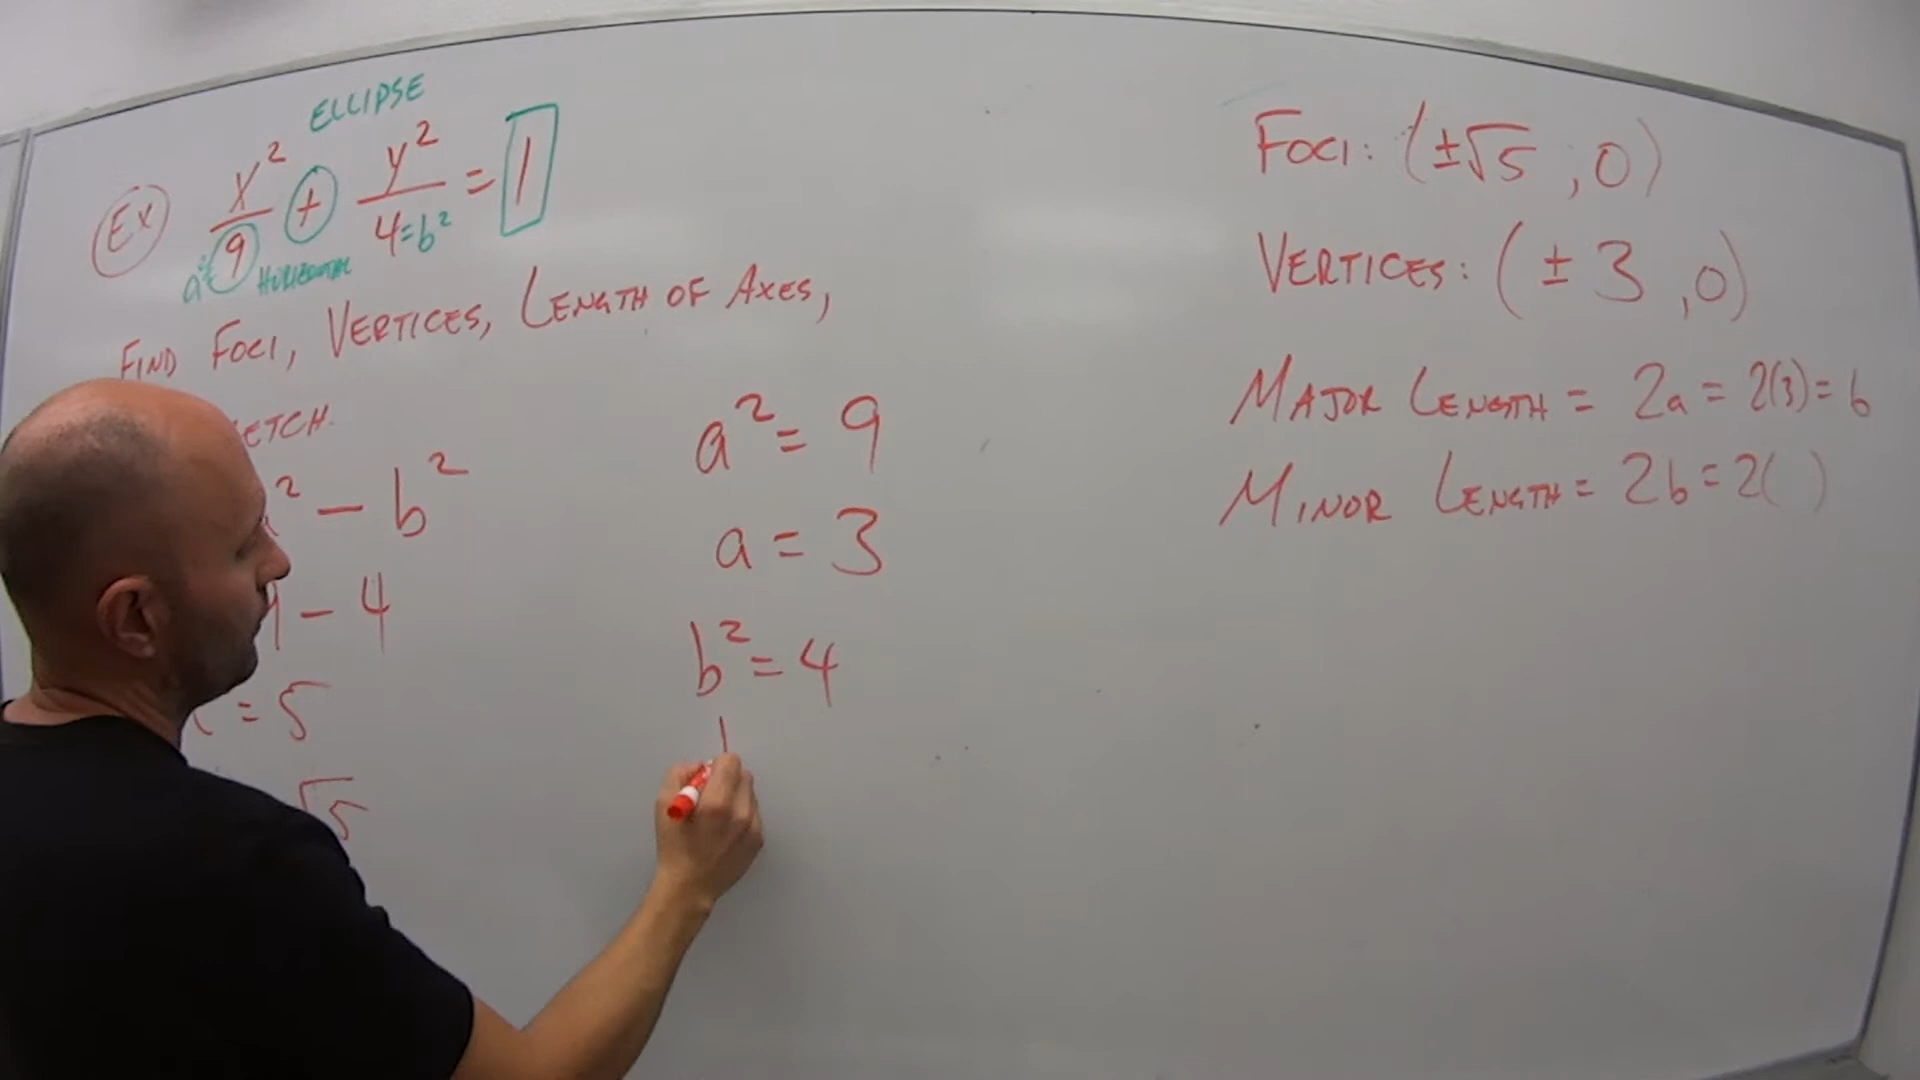 ELLIPSE
Ex x²/9 + y²/4=b² = 1
a²= HORIZONTAL
FIND FOCI, VERTICES, LENGTH OF AXES,
ETCH.
² - b²
9 - 4
= 5
√5
a² = 9
a = 3
b² = 4
FOCI: (±√5, 0)
VERTICES: (± 3, 0)
MAJOR LENGTH = 2a = 2(3) = 6
MINOR LENGTH = 2b = 2( )